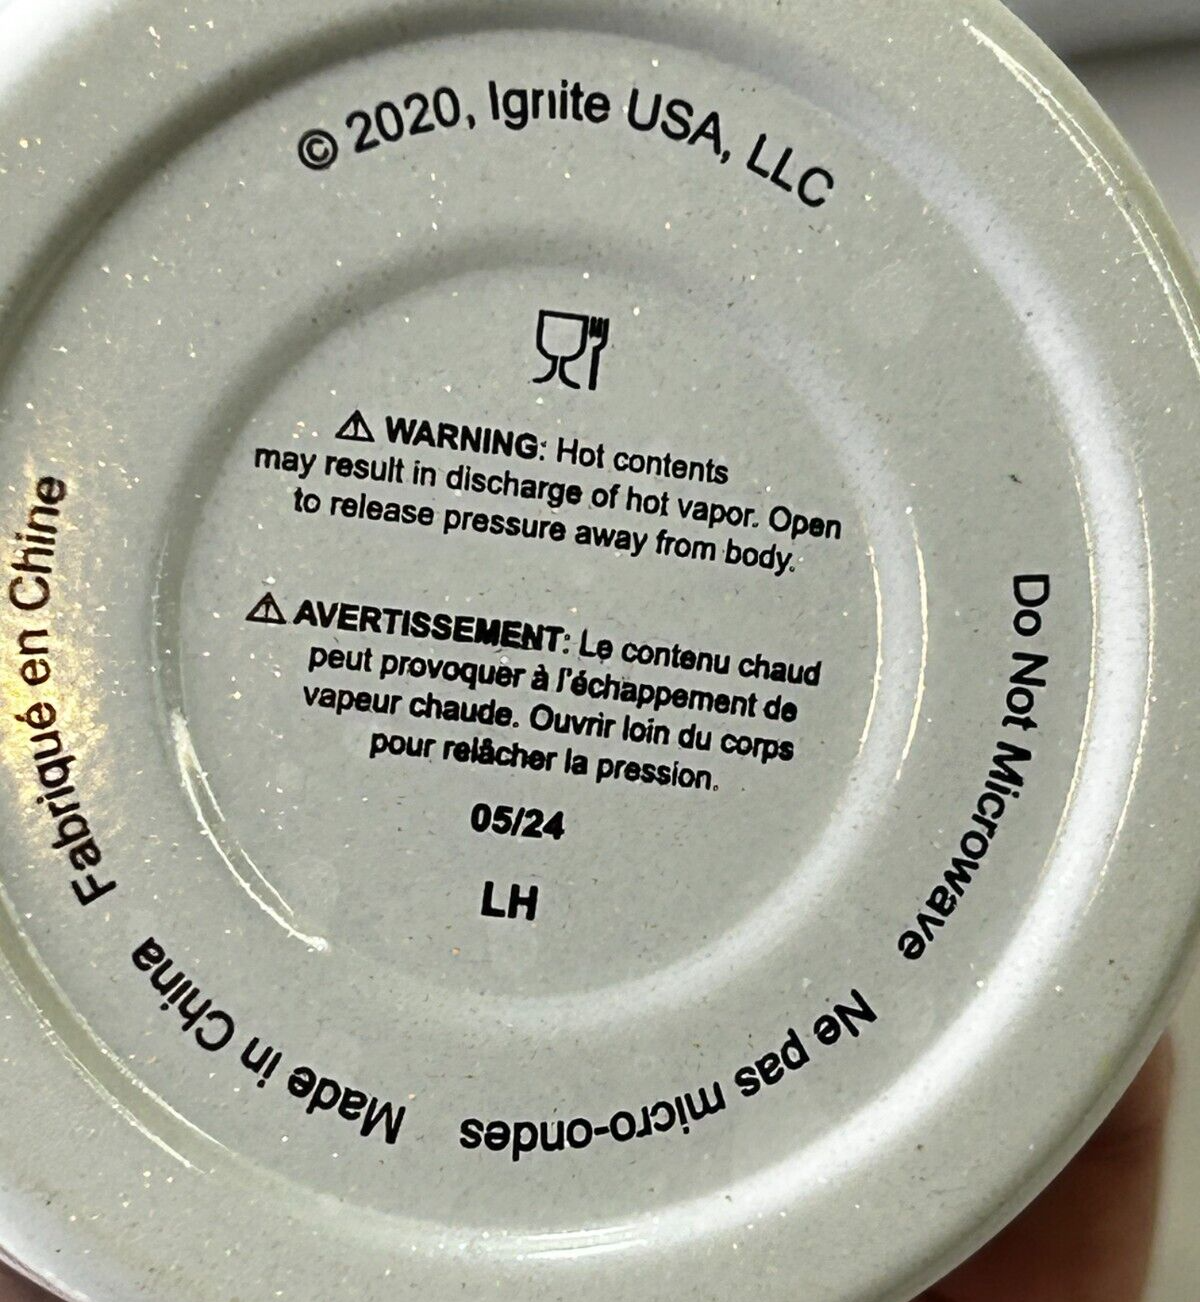 © 2020, Ignite USA, LLC
⚠ WARNING: Hot contents
may result in discharge of hot vapor. Open
to release pressure away from body.
⚠ AVERTISSEMENT: Le contenu chaud
peut provoquer à l'échappement de
vapeur chaude. Ouvrir loin du corps
pour relâcher la pression.
05/24
LH
Do Not Microwave
Ne pas micro-ondes
Made in China
Fabriqué en Chine